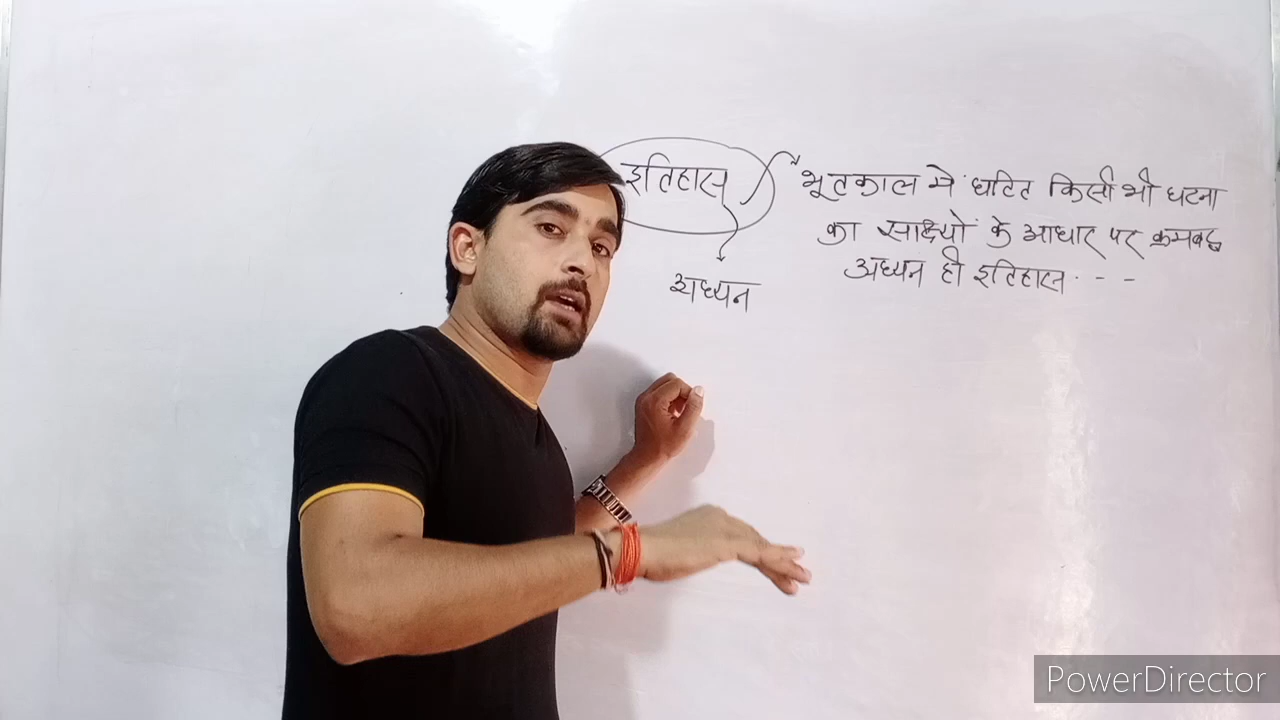 इतिहास
भूतकाल में घटित किसी भी घटना
का साक्ष्यों के आधार पर क्रमबद्ध
अध्यन ही इतिहास - - -
अध्यन
PowerDirector